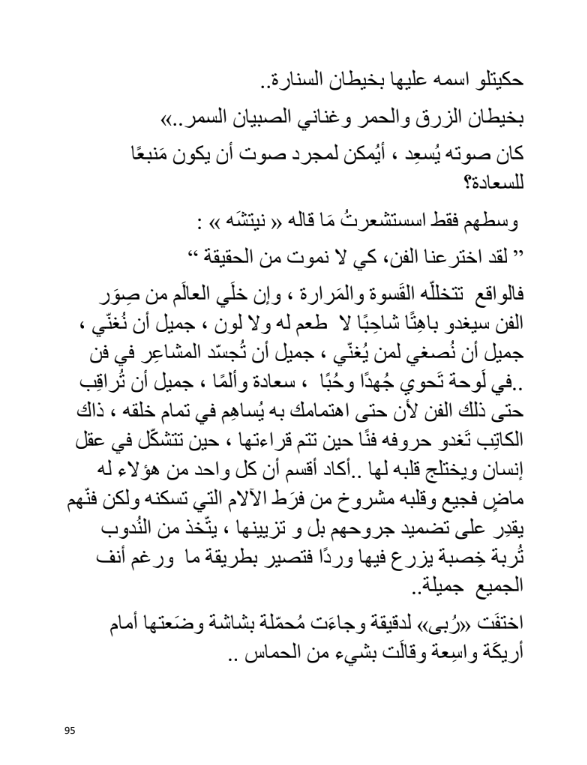 حكيتلو اسمه عليها بخيطان السنارة..
بخيطان الزرق والحمر وغناني الصبيان السمر..»
كان صوته يُسعِد ، أيُمكن لمجرد صوت أن يكون مَنبعًا
للسعادة؟
وسطهم فقط اسستشعرتُ مَا قاله « نيتشَه » :
” لقد اخترعنا الفن، كي لا نموت من الحقيقة “
فالواقع تتخللّه القَسوة والمَرارة ، وإن خلَي العالَم من صِوَر
الفن سيغدو باهِتًا شاحِبًا لا طعم له ولا لون ، جميل أن نُغنّي ،
جميل أن نُصغي لمن يُغنّي ، جميل أن تُجسّد المشاعِر في فن
..في لَوحة تَحوي جُهدًا وحُبًا ، سعادة وألمًا ، جميل أن تُراقِب
حتى ذلك الفن لأن حتى اهتمامك به يُساهِم في تمام خلقه ، ذاك
الكاتِب تَغدو حروفه فنًا حين تتم قراءتها ، حين تتشكّل في عقل
إنسان ويختلج قلبه لها ..أكاد أقسم أن كل واحد من هؤلاء له
ماضٍ فجيع وقلبه مشروخ من فرَط الآلام التي تسكنه ولكن فنّهم
يقدِر على تضميد جروحهم بل و تزيينها ، يتّخذ من النُدوب
تُربة خِصبة يزرع فيها وردًا فتصير بطريقة ما ورغم أنف
الجميع جميلة..
اختفَت «رُبى» لدقيقة وجاءَت مُحمّلة بشاشة وضَعتها أمام
أريكَة واسِعة وقالَت بشيء من الحماس ..
95